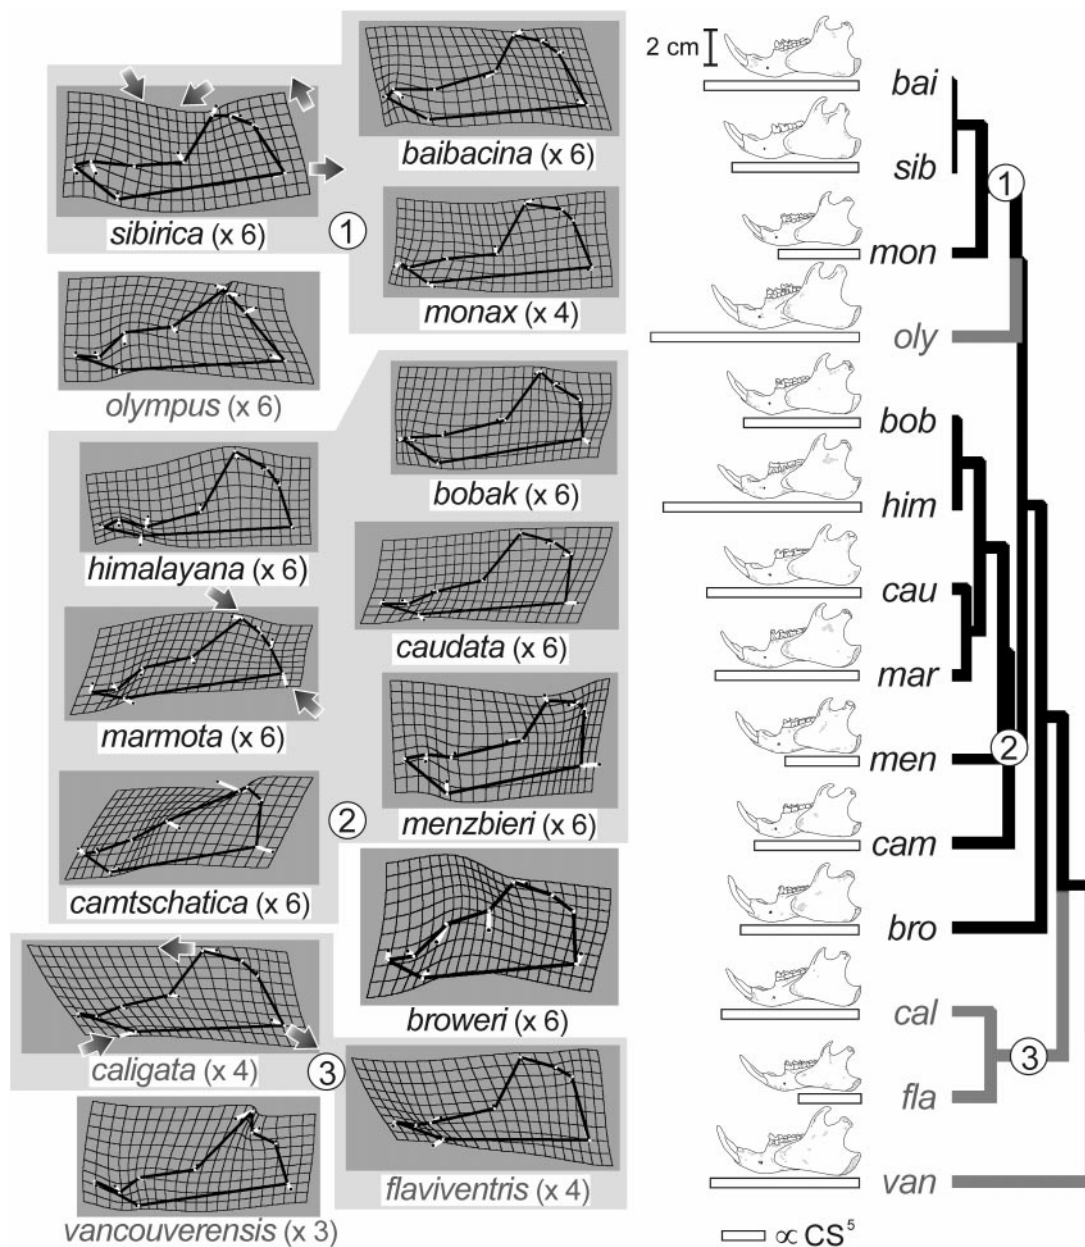 baibacina (x 6)
sibirica (x 6)
1
monax (x 4)
olympus (x 6)
bobak (x 6)
himalayana (x 6)
caudata (x 6)
marmota (x 6)
menzbieri (x 6)
2
camtschatica (x 6)
broweri (x 6)
caligata (x 4)
3
flaviventris (x 4)
vancouverensis (x 3)
2 cm
bai
sib
1
mon
oly
bob
him
cau
mar
men
2
cam
bro
cal
3
fla
van
∝ CS⁵